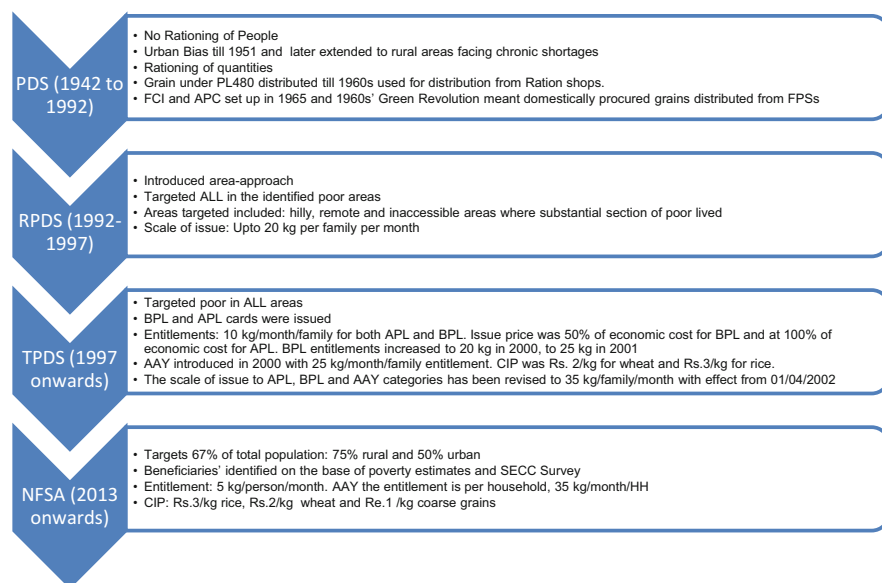 PDS (1942 to
1992)
• No Rationing of People
• Urban Bias till 1951 and later extended to rural areas facing chronic shortages
• Rationing of quantities
• Grain under PL480 distributed till 1960s used for distribution from Ration shops.
• FCI and APC set up in 1965 and 1960s' Green Revolution meant domestically procured grains distributed from FPSs
RPDS (1992-
1997)
• Introduced area-approach
• Targeted ALL in the identified poor areas
• Areas targeted included: hilly, remote and inaccessible areas where substantial section of poor lived
• Scale of issue: Upto 20 kg per family per month
TPDS (1997
onwards)
• Targeted poor in ALL areas
• BPL and APL cards were issued
• Entitlements: 10 kg/month/family for both APL and BPL. Issue price was 50% of economic cost for BPL and at 100% of
economic cost for APL. BPL entitlements increased to 20 kg in 2000, to 25 kg in 2001
• AAY introduced in 2000 with 25 kg/month/family entitlement. CIP was Rs. 2/kg for wheat and Rs.3/kg for rice.
• The scale of issue to APL, BPL and AAY categories has been revised to 35 kg/family/month with effect from 01/04/2002
NFSA (2013
onwards)
• Targets 67% of total population: 75% rural and 50% urban
• Beneficiaries' identified on the base of poverty estimates and SECC Survey
• Entitlement: 5 kg/person/month. AAY the entitlement is per household, 35 kg/month/HH
• CIP: Rs.3/kg rice, Rs.2/kg wheat and Re.1 /kg coarse grains